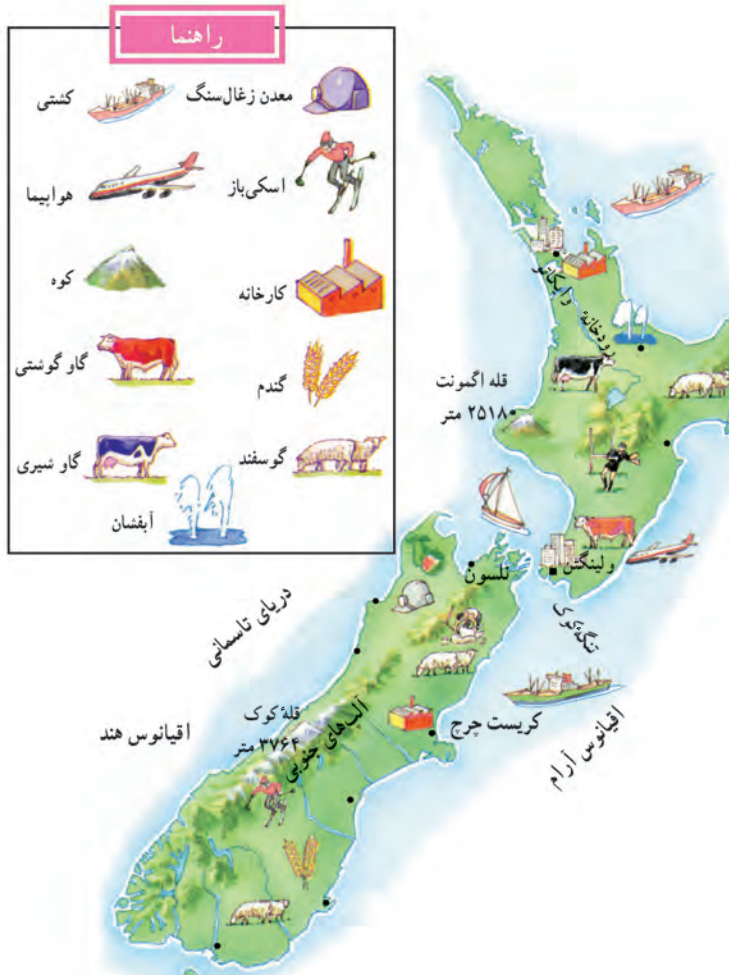 راهنما
معدن زغال‌سنگ
کشتی
اسکی‌باز
هواپیما
کارخانه
کوه
گندم
گاو گوشتی
گوسفند
گاو شیری
آبفشان
رودخانهٔ وایکاتو
قله اگمونت
۲۵۱۸ متر
ولینگتن
نلسون
تنگهٔ کوک
دریای تاسمانی
قلهٔ کوک
۳۷۶۴ متر
آلپ‌های جنوبی
کریست چرچ
اقیانوس هند
اقیانوس آرام